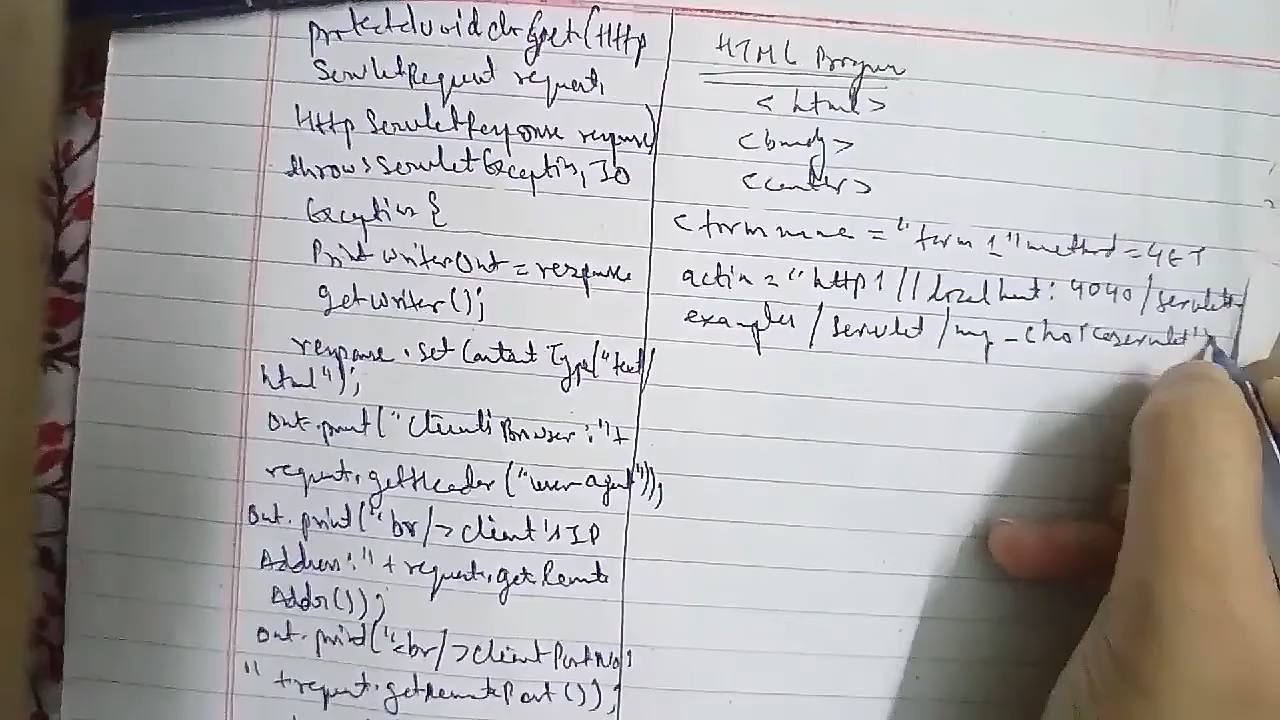 protected void doGet(Http
ServletRequest request,
HttpServletResponse response)
throws ServletException, IO
Exception {
PrintWriter Out = response
getWriter();
response.setContentType("text/
html");
Out.print("Client's Browser:"+
request.getHeader("user-agent"));
Out.print("<br/>client's IP
Address:"+ request.getRemote
Addr());
Out.print("<br/>client Port No:
"+request.getRemotePort());
HTML Program
<html>
<body>
<center>
<form name = "form 1" method = GET
action = "http://localhost:4040/servlet-
examples/servlet/my_choiceservlet">